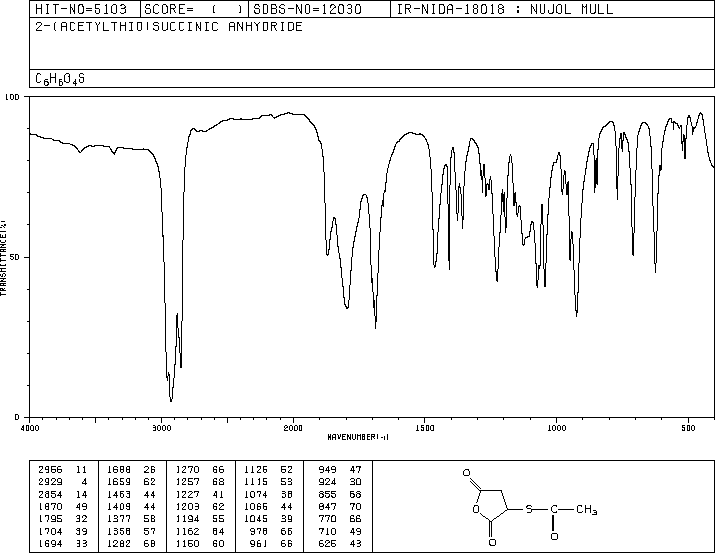 HIT-NO=5103 SCORE= ( ) SDBS-NO=12030 IR-NIDA-18018 : NUJOL MULL
2-(ACETYLTHIO)SUCCINIC ANHYDRIDE
C6H6O4S
100
50
0
TRANSMITTANCE(%)
4000 3000 2000 1500 1000 500
WAVENUMBER(-1)
2956 11 1688 26 1270 66 1126 52 949 47
2929 4 1659 62 1257 68 1115 53 924 30
2854 14 1463 44 1227 41 1074 38 855 68
1870 49 1409 44 1203 62 1066 44 847 70
1795 32 1377 58 1194 55 1045 39 770 66
1704 39 1358 57 1162 64 978 66 710 49
1694 33 1282 68 1150 60 961 66 625 43
O
O
O
S C CH3
O